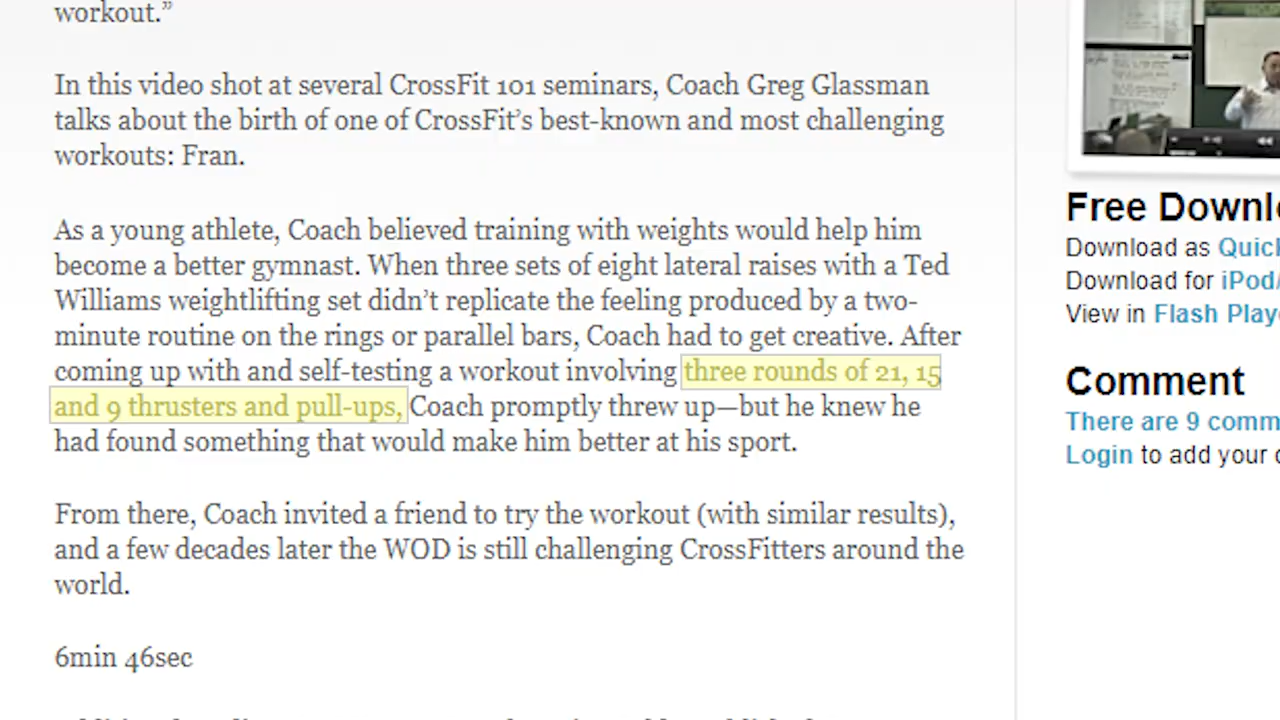 workout.”
In this video shot at several CrossFit 101 seminars, Coach Greg Glassman
talks about the birth of one of CrossFit’s best-known and most challenging
workouts: Fran.
As a young athlete, Coach believed training with weights would help him
become a better gymnast. When three sets of eight lateral raises with a Ted
Williams weightlifting set didn’t replicate the feeling produced by a two-
minute routine on the rings or parallel bars, Coach had to get creative. After
coming up with and self-testing a workout involving three rounds of 21, 15
and 9 thrusters and pull-ups, Coach promptly threw up—but he knew he
had found something that would make him better at his sport.
From there, Coach invited a friend to try the workout (with similar results),
and a few decades later the WOD is still challenging CrossFitters around the
world.
6min 46sec
Free Downl
Download as Quick
Download for iPod/
View in Flash Play
Comment
There are 9 comm
Login to add your